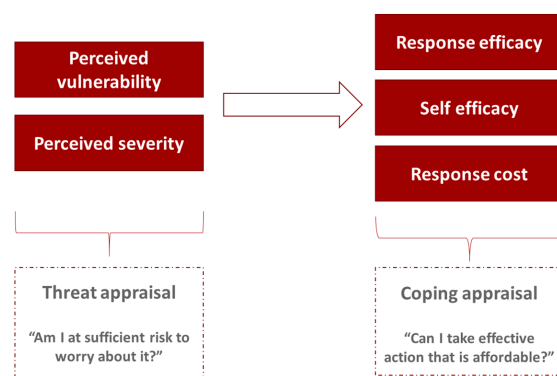 Perceived
vulnerability
Perceived severity
Threat appraisal
“Am I at sufficient risk to
worry about it?”
Response efficacy
Self efficacy
Response cost
Coping appraisal
“Can I take effective
action that is affordable?”